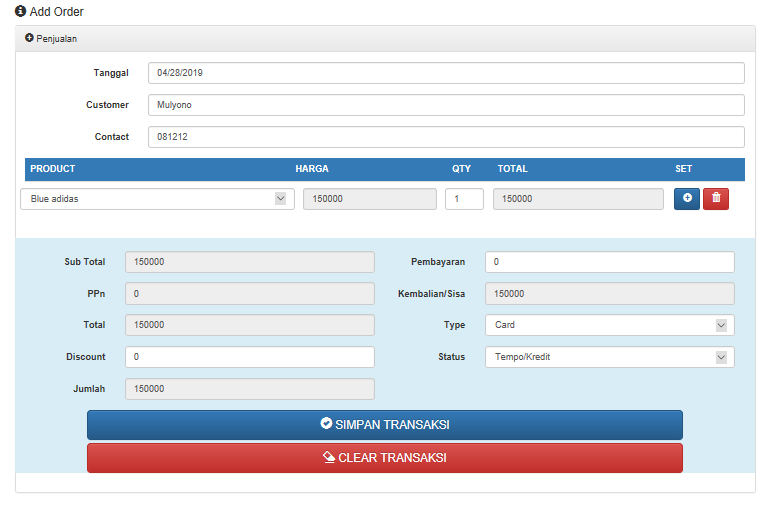 Add Order
Penjualan
Tanggal 04/28/2019
Customer Mulyono
Contact 081212
PRODUCT HARGA QTY TOTAL SET
Blue adidas 150000 1 150000
Sub Total 150000 Pembayaran 0
PPn 0 Kembalian/Sisa 150000
Total 150000 Type Card
Discount 0 Status Tempo/Kredit
Jumlah 150000
SIMPAN TRANSAKSI
CLEAR TRANSAKSI